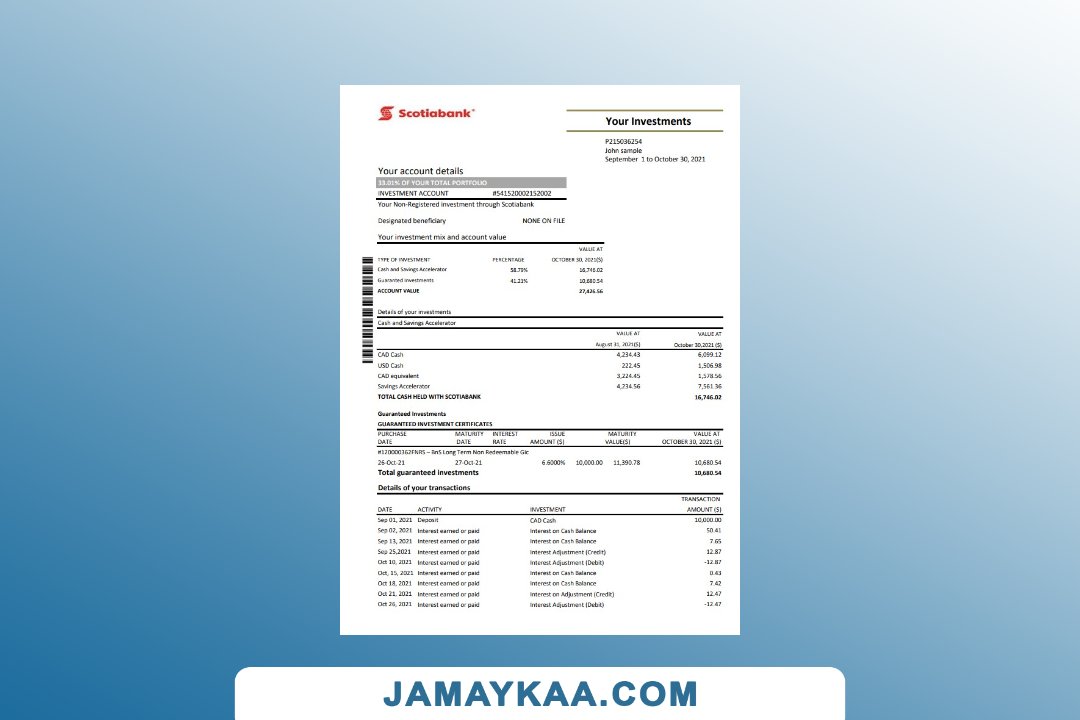 Scotiabank
Your Investments
P215036254
John sample
September 1 to October 30, 2021
Your account details
33.01% OF YOUR TOTAL PORTFOLIO
INVESTMENT ACCOUNT #541520002152002
Your Non-Registered investment through Scotiabank
Designated beneficiary NONE ON FILE
Your investment mix and account value
VALUE AT
TYPE OF INVESTMENT PERCENTAGE OCTOBER 30, 2021($)
Cash and Savings Accelerator 58.79% 16,746.02
Guaranted investments 41.21% 10,680.54
ACCOUNT VALUE 27,426.56
Details of your investments
Cash and Savings Accelerator
VALUE AT VALUE AT
August 31, 2021($) October 30,2021 ($)
CAD Cash 4,234.43 6,099.12
USD Cash 222.45 1,506.98
CAD equivalent 3,224.45 1,578.56
Savings Accelerator 4,234.56 7,561.36
TOTAL CASH HELD WITH SCOTIABANK 16,746.02
Guaranteed Investments
GUARANTEED INVESTMENT CERTIFICATES
PURCHASE MATURITY INTEREST ISSUE MATURITY VALUE AT
DATE DATE RATE AMOUNT ($) VALUE($) OCTOBER 30, 2021 ($)
#120000362FNRS – BnS Long Term Non Redeemable Gic
26-Oct-21 27-Oct-21 6.6000% 10,000.00 11,390.78 10,680.54
Total guaranteed investments 10,680.54
Details of your transactions
TRANSACTION
DATE ACTIVITY INVESTMENT AMOUNT ($)
Sep 01, 2021 Deposit CAD Cash 10,000.00
Sep 02, 2021 Interest earned or paid Interest on Cash Balance 50.41
Sep 13, 2021 Interest earned or paid Interest on Cash Balance 7.65
Sep 25,2021 Interest earned or paid Interest Adjustment (Credit) 12.87
Oct 10, 2021 Interest earned or paid Interest Adjustment (Debit) -12.87
Oct, 15, 2021 Interest earned or paid Interest on Cash Balance 0.43
Oct 18, 2021 Interest earned or paid Interest on Cash Balance 7.42
Oct 21, 2021 Interest earned or paid Interest on Adjustment (Credit) 12.47
Oct 26, 2021 Interest earned or paid Interest Adjustment (Debit) -12.47
JAMAYKAA.COM